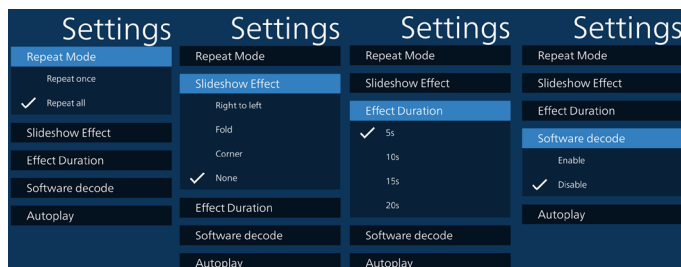 Settings
Repeat Mode
Repeat once
Repeat all
Slideshow Effect
Effect Duration
Software decode
Autoplay
Settings
Repeat Mode
Slideshow Effect
Right to left
Fold
Corner
None
Effect Duration
Software decode
Autoplay
Settings
Repeat Mode
Slideshow Effect
Effect Duration
5s
10s
15s
20s
Software decode
Autoplay
Settings
Repeat Mode
Slideshow Effect
Effect Duration
Software decode
Enable
Disable
Autoplay